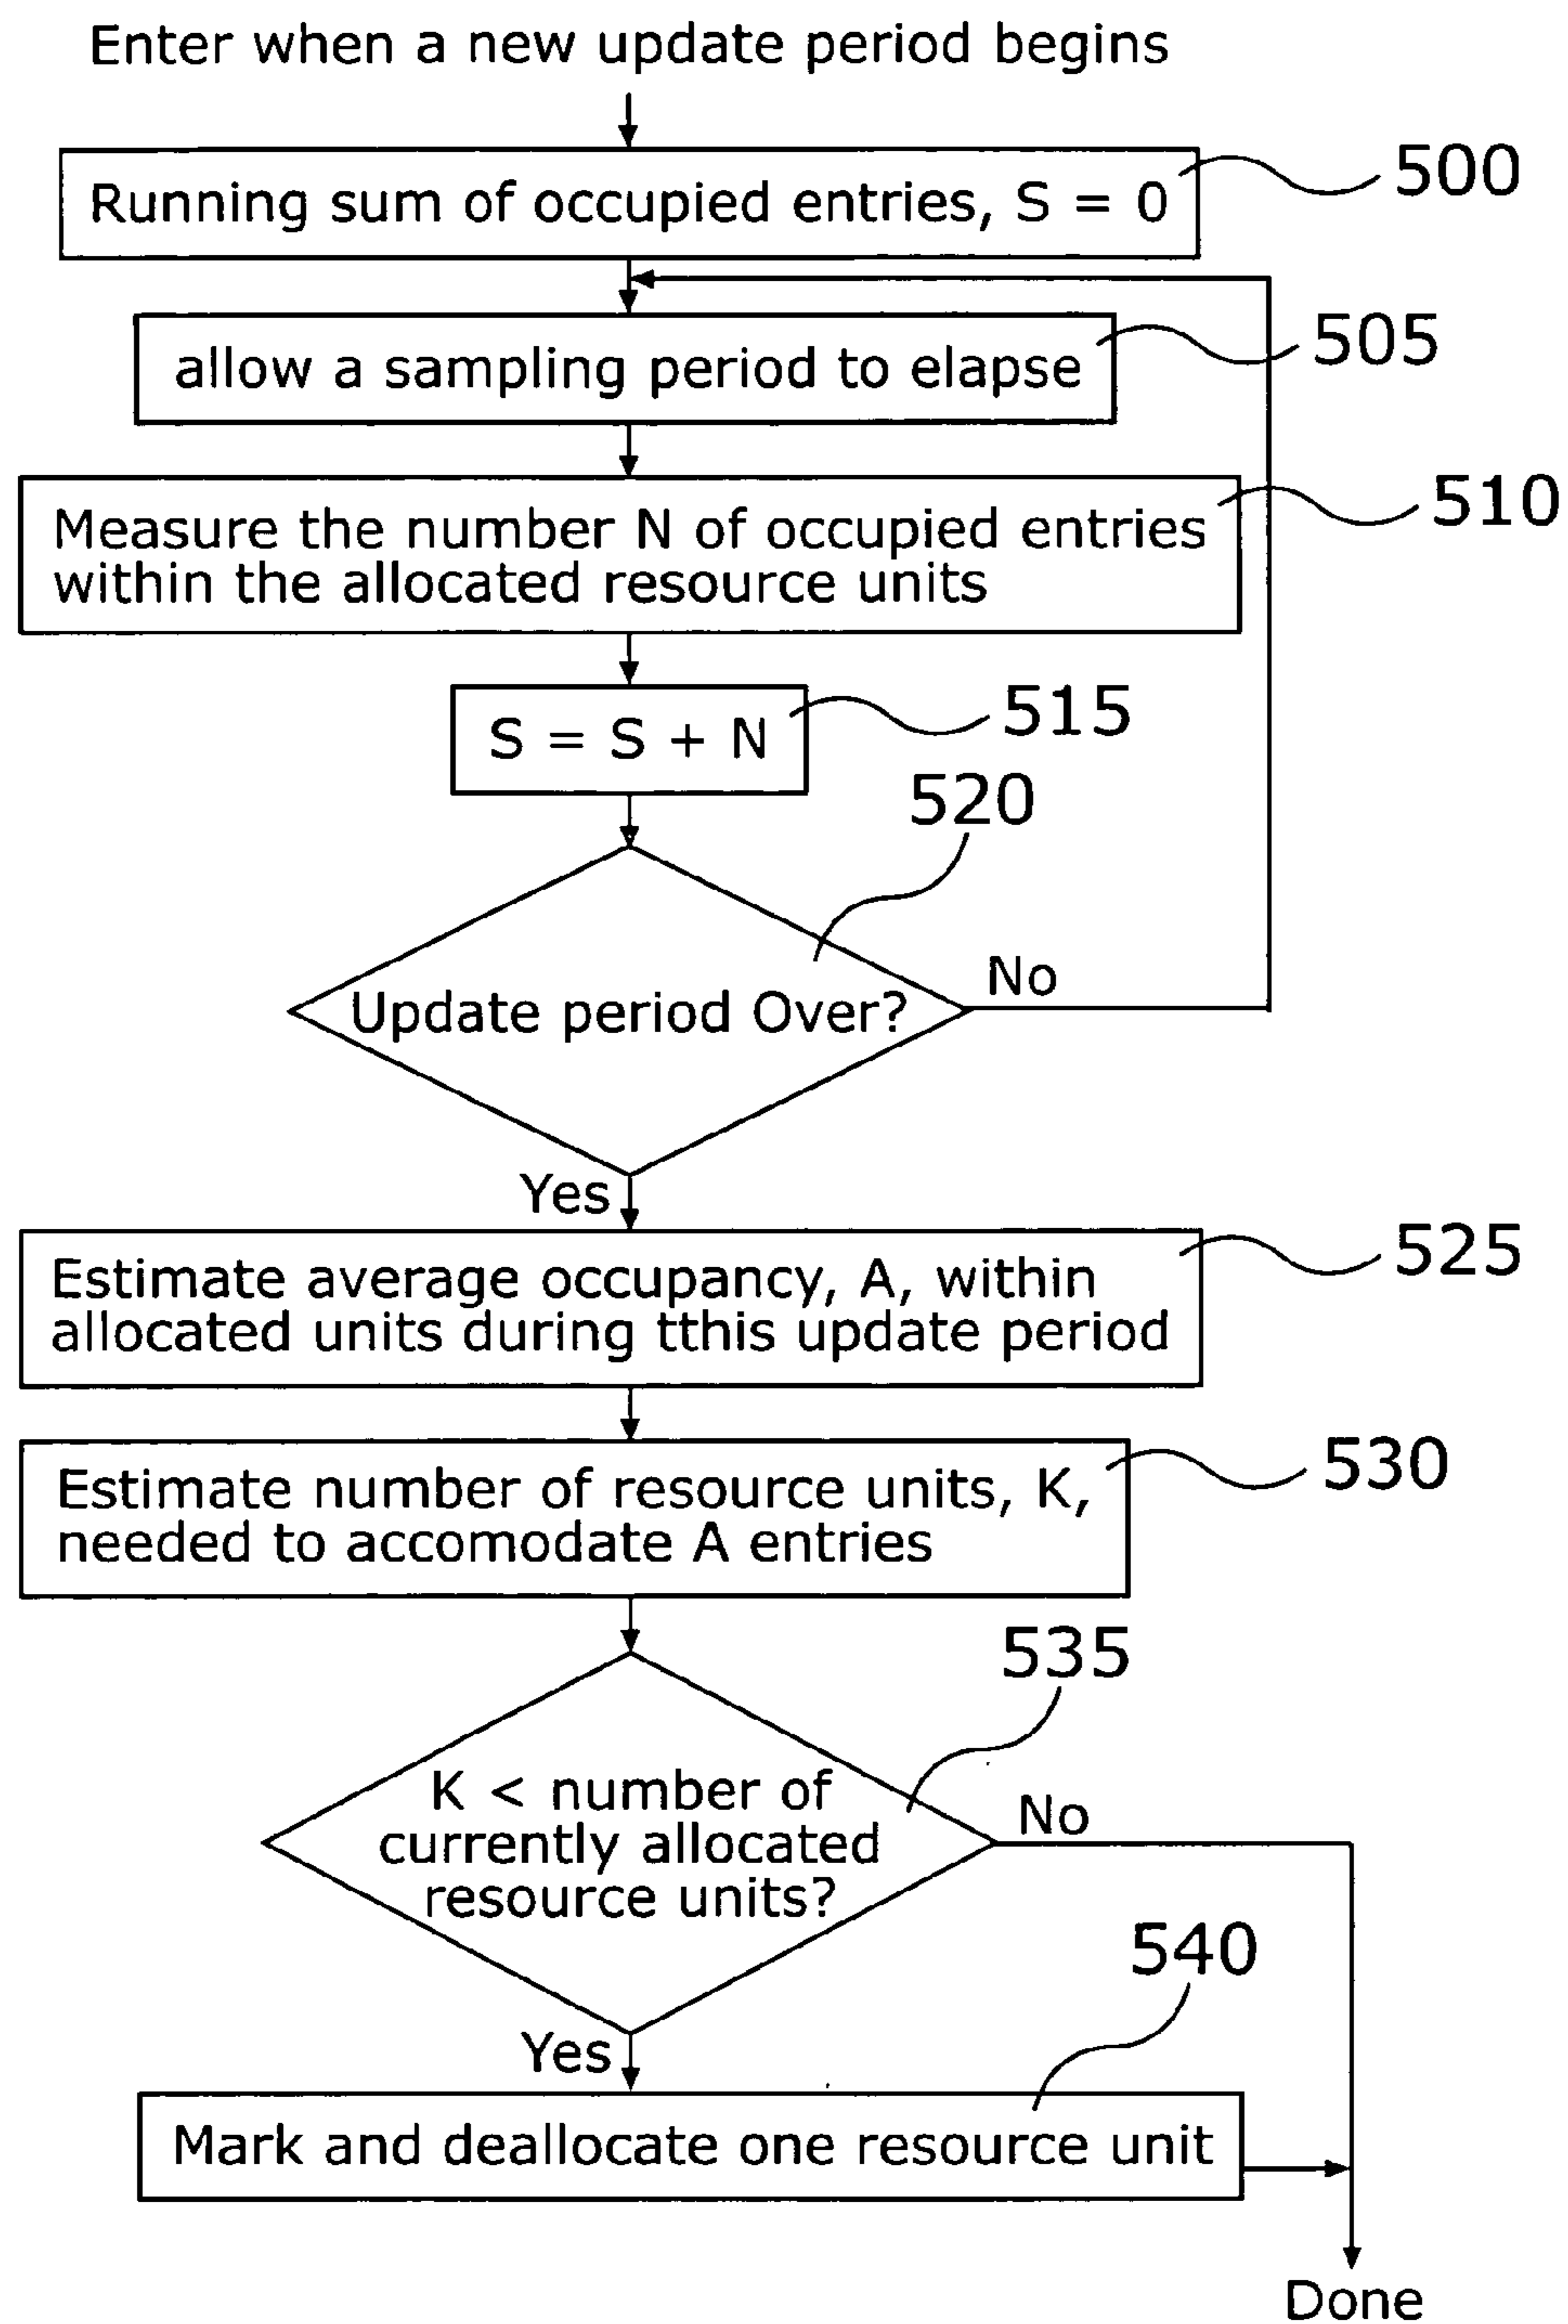 Enter when a new update period begins
Running sum of occupied entries, S = 0
500
allow a sampling period to elapse
505
Measure the number N of occupied entries
within the allocated resource units
510
S = S + N
515
520
Update period Over?
No
Yes
Estimate average occupancy, A, within
allocated units during tthis update period
525
Estimate number of resource units, K,
needed to accomodate A entries
530
535
K < number of
currently allocated
resource units?
No
Yes
540
Mark and deallocate one resource unit
Done